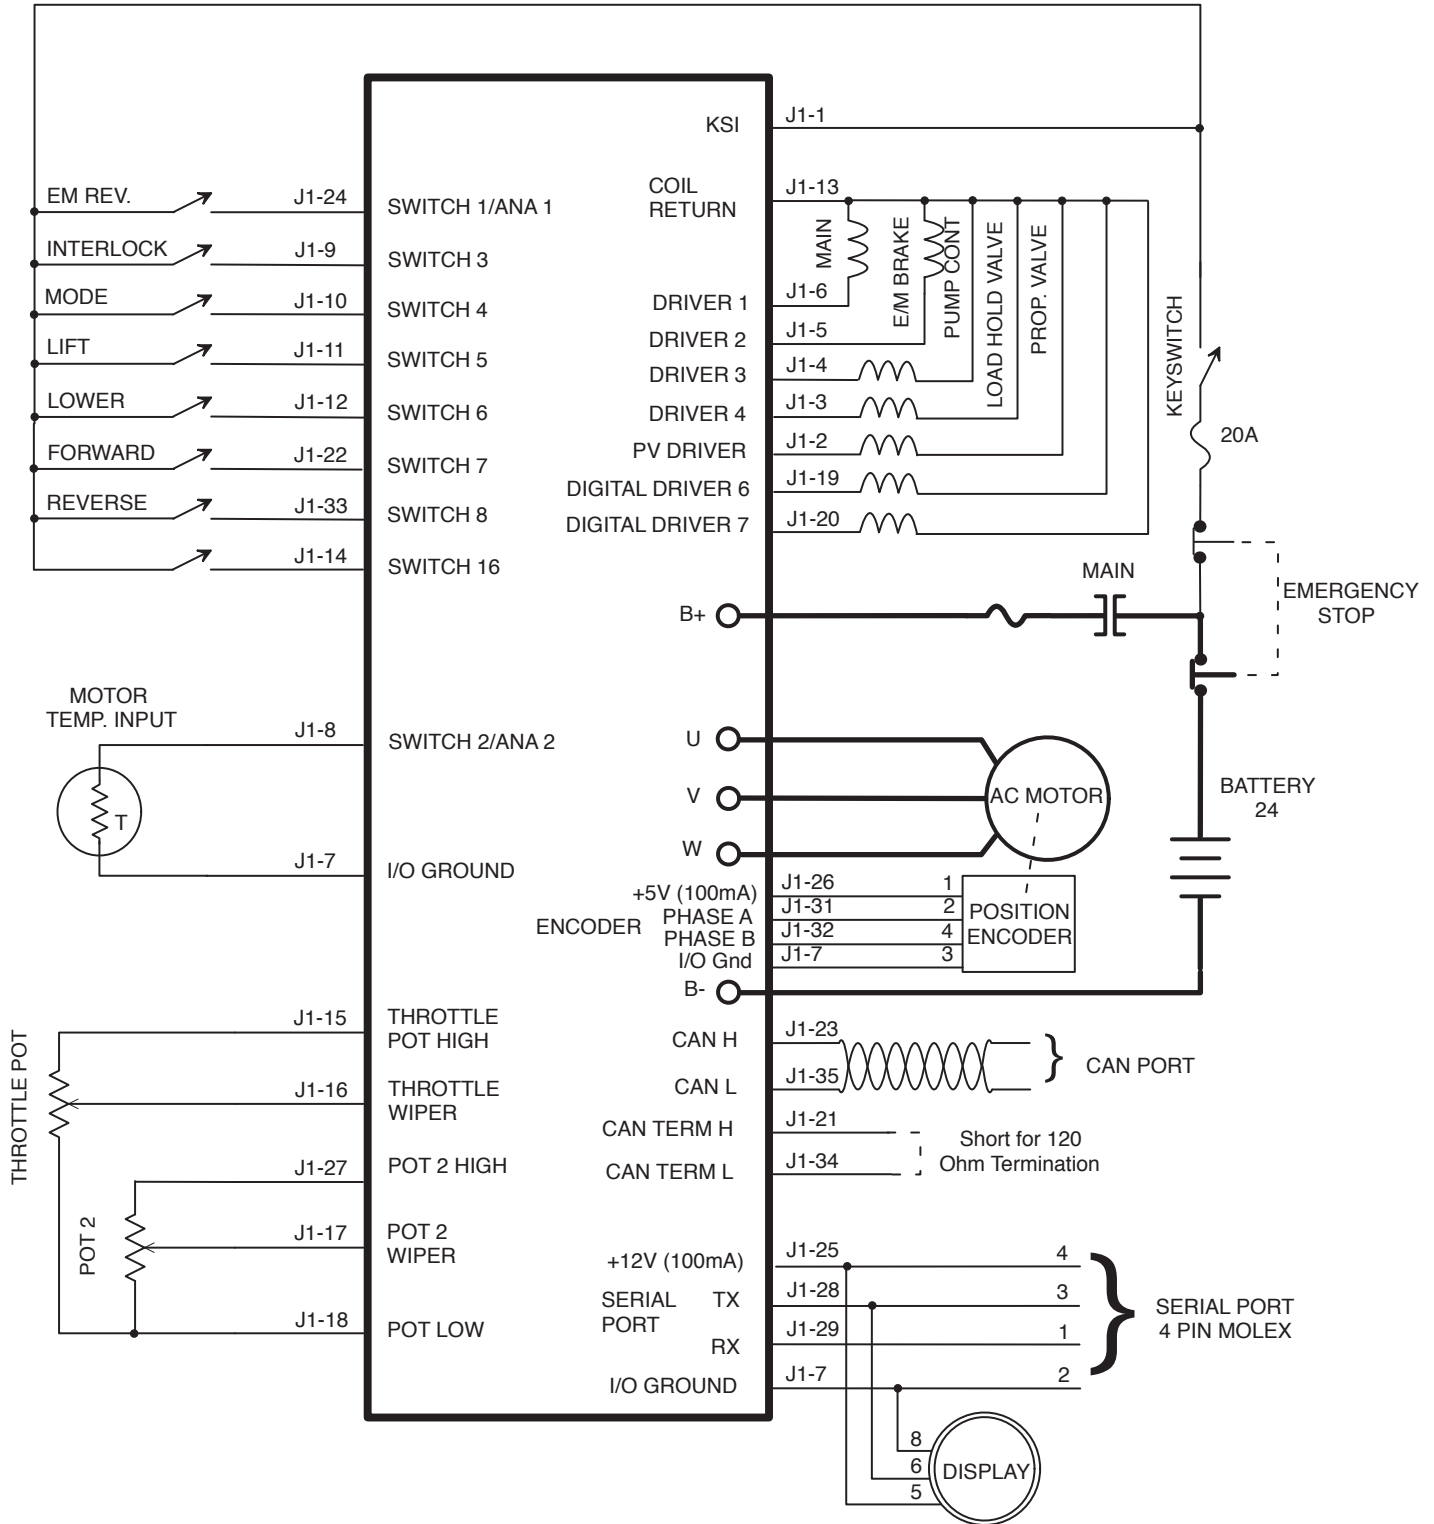 KSI
J1-1
EM REV.
J1-24
SWITCH 1/ANA 1
INTERLOCK
J1-9
SWITCH 3
MODE
J1-10
SWITCH 4
LIFT
J1-11
SWITCH 5
LOWER
J1-12
SWITCH 6
FORWARD
J1-22
SWITCH 7
REVERSE
J1-33
SWITCH 8
J1-14
SWITCH 16
COIL
RETURN
J1-13
MAIN
E/M BRAKE
PUMP CONT
LOAD HOLD VALVE
PROP. VALVE
DRIVER 1
J1-6
DRIVER 2
J1-5
DRIVER 3
J1-4
DRIVER 4
J1-3
PV DRIVER
J1-2
DIGITAL DRIVER 6
J1-19
DIGITAL DRIVER 7
J1-20
KEYSWITCH
20A
MAIN
EMERGENCY
STOP
B+
MOTOR
TEMP. INPUT
J1-8
SWITCH 2/ANA 2
T
J1-7
I/O GROUND
U
V
W
AC MOTOR
BATTERY
24
ENCODER
+5V (100mA)
J1-26
1
PHASE A
J1-31
2
PHASE B
J1-32
4
I/O Gnd
J1-7
3
POSITION
ENCODER
B-
THROTTLE POT
J1-15
THROTTLE
POT HIGH
J1-16
THROTTLE
WIPER
J1-27
POT 2 HIGH
POT 2
J1-17
POT 2
WIPER
J1-18
POT LOW
CAN H
J1-23
CAN L
J1-35
CAN PORT
CAN TERM H
J1-21
CAN TERM L
J1-34
Short for 120
Ohm Termination
+12V (100mA)
J1-25
4
SERIAL
PORT
TX
J1-28
3
RX
J1-29
1
I/O GROUND
J1-7
2
SERIAL PORT
4 PIN MOLEX
8
6
5
DISPLAY